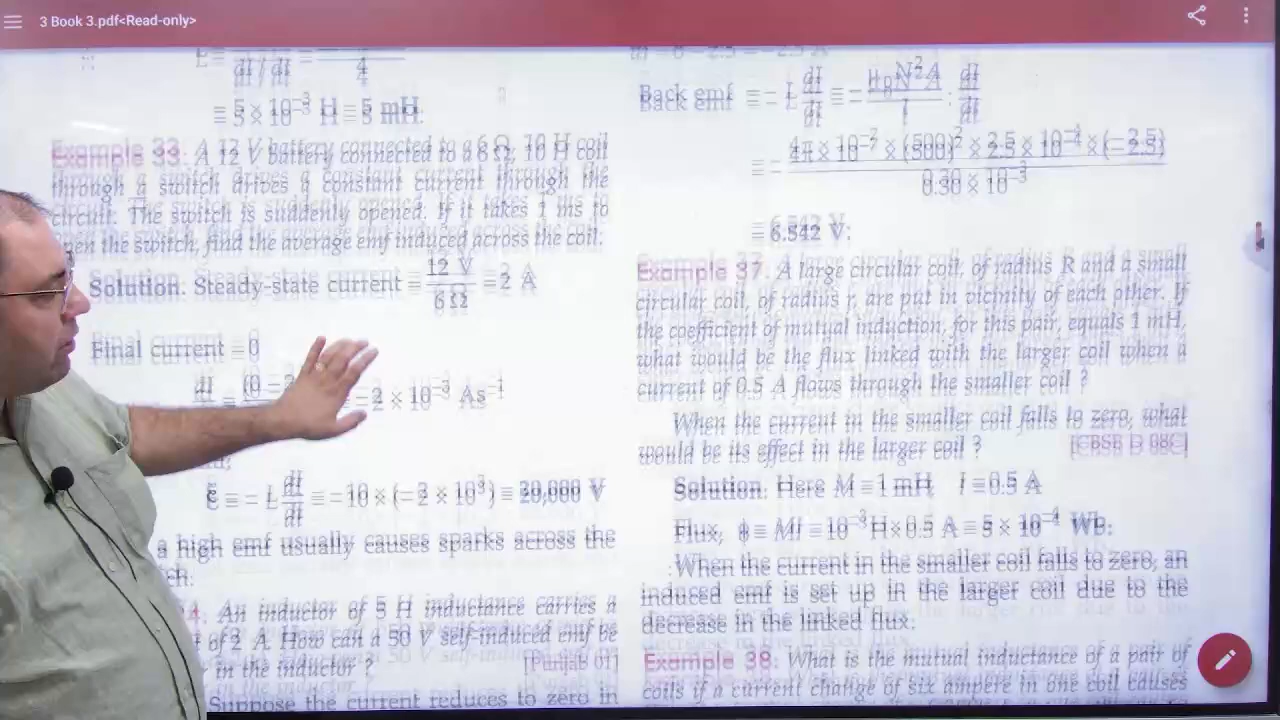 3 Book 3.pdf<Read-only>
dI / dt
4
= 5 × 10⁻³ H = 5 mH.
Example 33. A 12 V battery connected to a 6 Ω, 10 H coil
through a switch drives a constant current through the
circuit. The switch is suddenly opened. If it takes 1 ms to
the switch, find the average emf induced across the coil.
Solution. Steady-state current = 12 V / 6 Ω = 2 A
Final current = 0
dI / dt = (0 - = -2 × 10⁻³ As⁻¹
ε = - L dI/dt = -10 × (-2 × 10³) = 20,000 V
a high emf usually causes sparks across the
An inductor of 5 H inductance carries a
of 2 A. How can a 50 V self-induced emf be
in the inductor ? [Punjab 01]
Suppose the current reduces to zero in
Back emf = - L dI/dt = - μ₀N²A / l . dI/dt
= - 4π × 10⁻⁷ × (500)² × 2.5 × 10⁻⁴ × (-2.5) / 0.30 × 10⁻³
= 6.542 V.
Example 37. A large circular coil, of radius R and a small
circular coil, of radius r, are put in vicinity of each other. If
the coefficient of mutual induction, for this pair, equals 1 mH,
what would be the flux linked with the larger coil when a
current of 0.5 A flows through the smaller coil ?
When the current in the smaller coil falls to zero, what
would be its effect in the larger coil ? [CBSE D 08C]
Solution. Here M = 1 mH I = 0.5 A
Flux, φ = MI = 10⁻³ H × 0.5 A = 5 × 10⁻⁴ Wb.
When the current in the smaller coil falls to zero, an
induced emf is set up in the larger coil due to the
decrease in the linked flux.
Example 38. What is the mutual inductance of a pair of
coils if a current change of six ampere in one coil causes